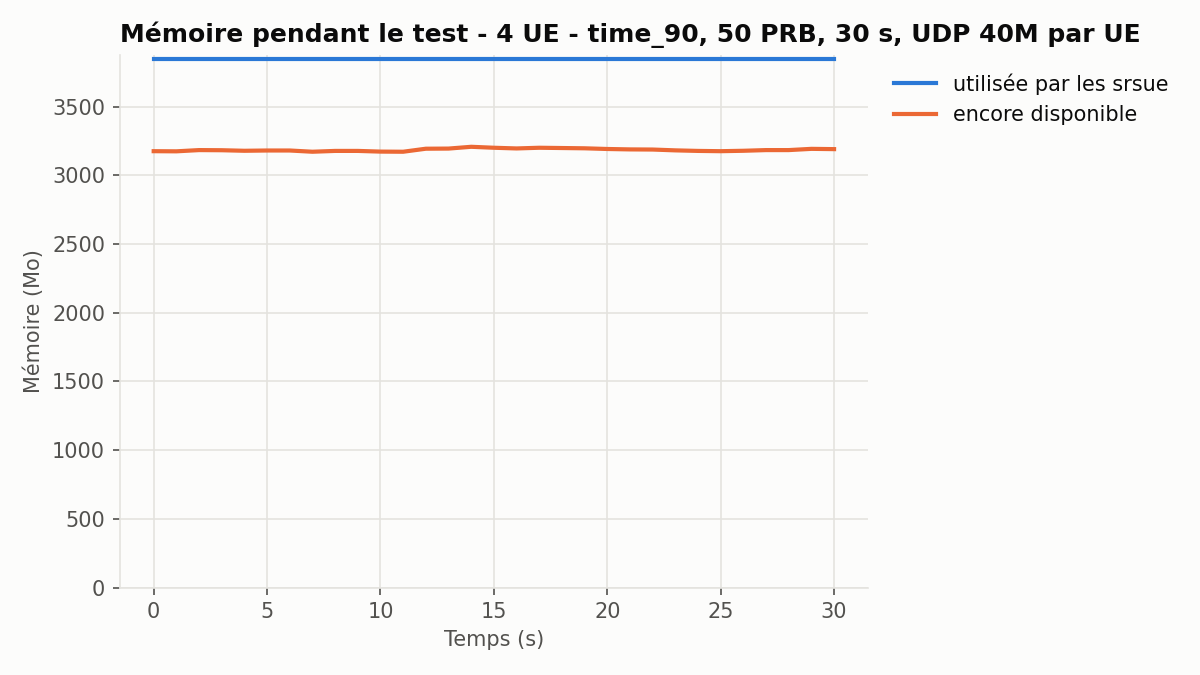 Mémoire pendant le test - 4 UE - time_90, 50 PRB, 30 s, UDP 40M par UE
utilisée par les srsue
encore disponible
Mémoire (Mo)
3500
3000
2500
2000
1500
1000
500
0
0 5 10 15 20 25 30
Temps (s)